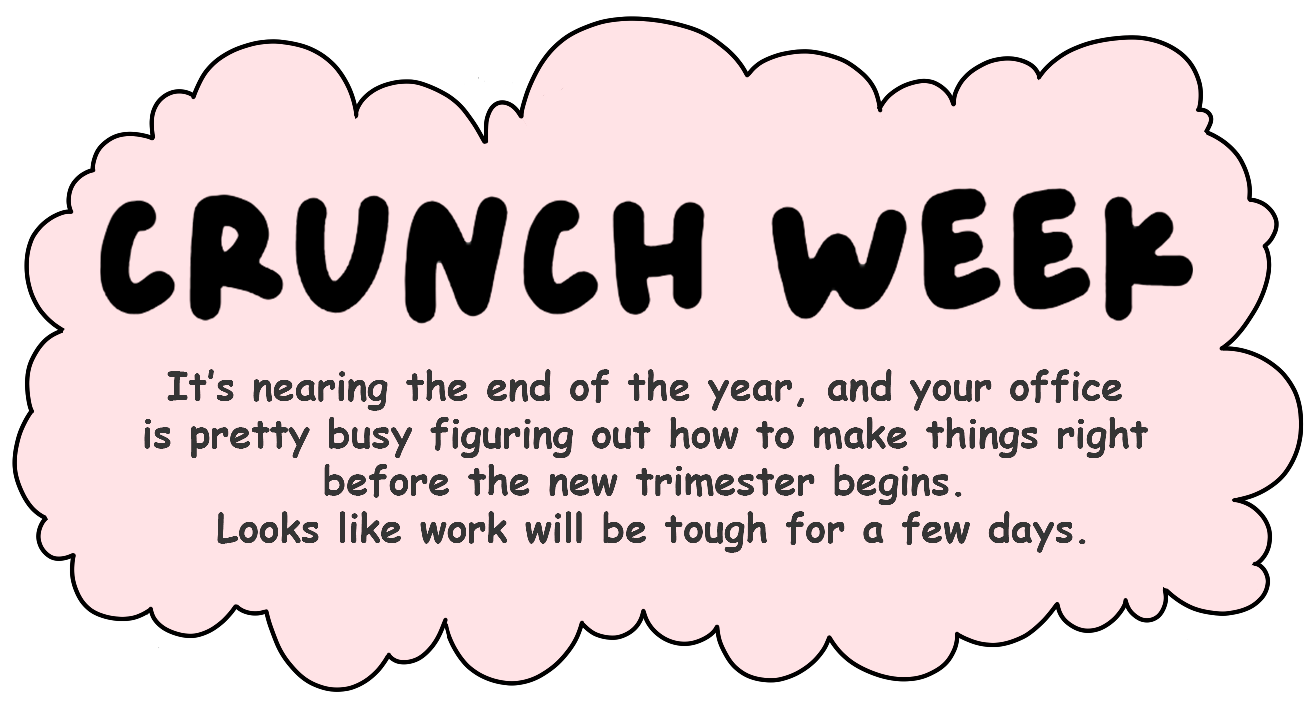 CRUNCH WEEK
It's nearing the end of the year, and your office
is pretty busy figuring out how to make things right
before the new trimester begins.
Looks like work will be tough for a few days.